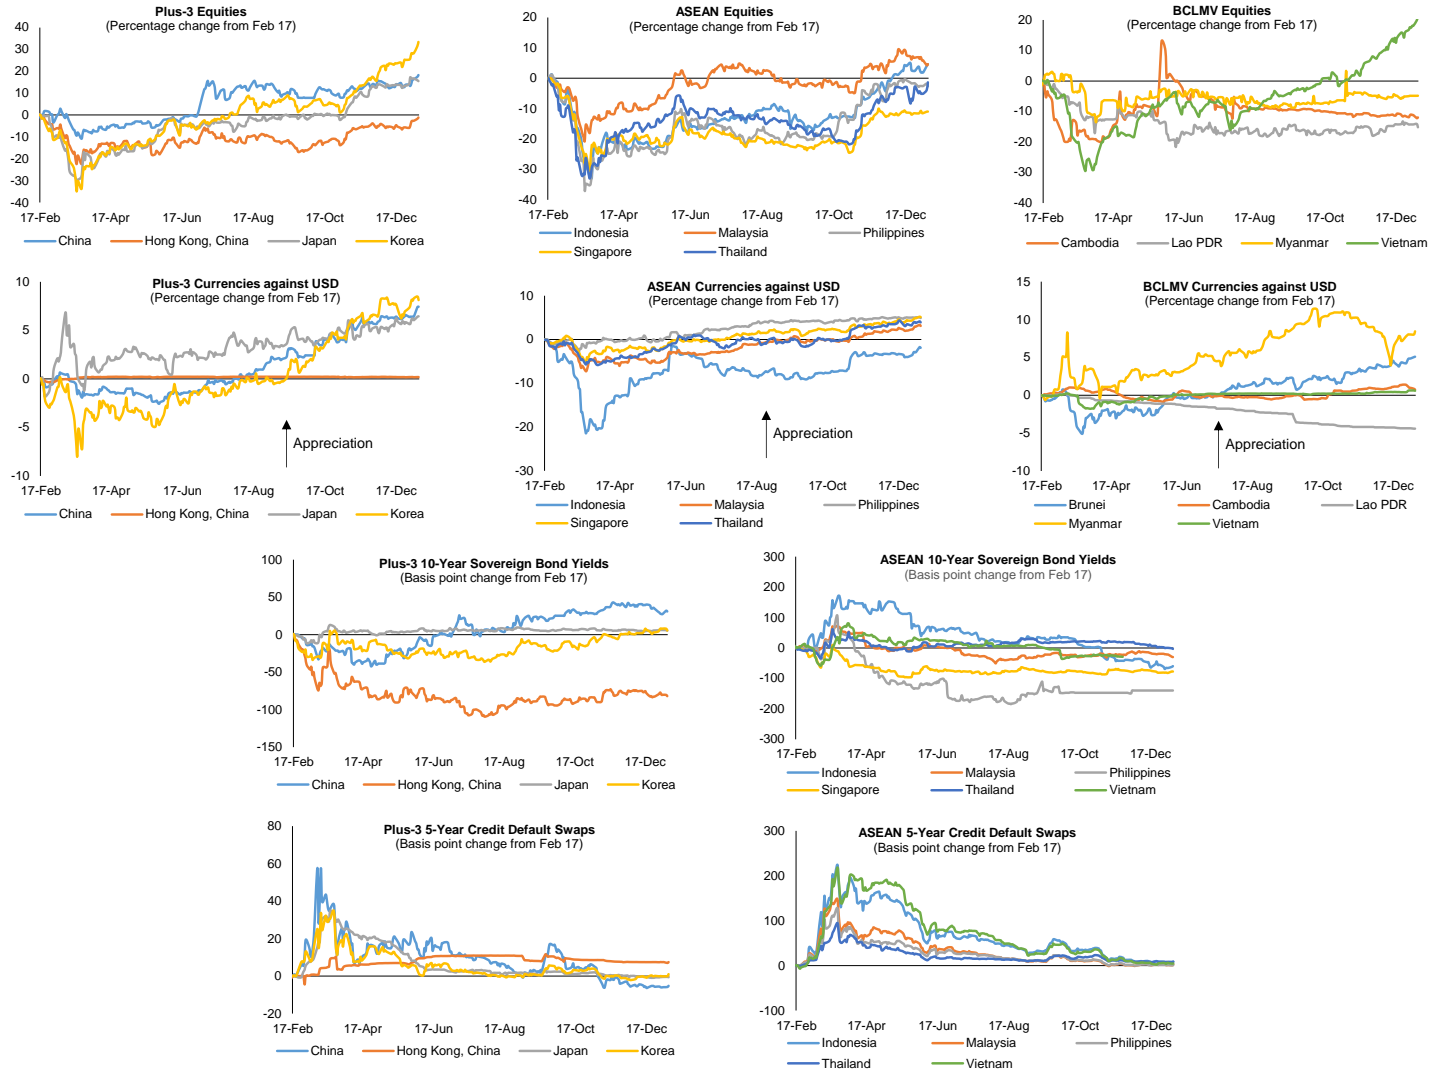 Plus-3 Equities
(Percentage change from Feb 17)
40
30
20
10
0
-10
-20
-30
-40
17-Feb 17-Apr 17-Jun 17-Aug 17-Oct 17-Dec
China Hong Kong, China Japan Korea
ASEAN Equities
(Percentage change from Feb 17)
20
10
0
-10
-20
-30
-40
17-Feb 17-Apr 17-Jun 17-Aug 17-Oct 17-Dec
Indonesia Malaysia Philippines
Singapore Thailand
BCLMV Equities
(Percentage change from Feb 17)
20
10
0
-10
-20
-30
-40
17-Feb 17-Apr 17-Jun 17-Aug 17-Oct 17-Dec
Cambodia Lao PDR Myanmar Vietnam
Plus-3 Currencies against USD
(Percentage change from Feb 17)
10
5
0
-5
-10
Appreciation
17-Feb 17-Apr 17-Jun 17-Aug 17-Oct 17-Dec
China Hong Kong, China Japan Korea
ASEAN Currencies against USD
(Percentage change from Feb 17)
10
0
-10
-20
-30
Appreciation
17-Feb 17-Apr 17-Jun 17-Aug 17-Oct 17-Dec
Indonesia Malaysia Philippines
Singapore Thailand
BCLMV Currencies against USD
(Percentage change from Feb 17)
15
10
5
0
-5
-10
Appreciation
17-Feb 17-Apr 17-Jun 17-Aug 17-Oct 17-Dec
Brunei Cambodia Lao PDR
Myanmar Vietnam
Plus-3 10-Year Sovereign Bond Yields
(Basis point change from Feb 17)
100
50
0
-50
-100
-150
17-Feb 17-Apr 17-Jun 17-Aug 17-Oct 17-Dec
China Hong Kong, China Japan Korea
ASEAN 10-Year Sovereign Bond Yields
(Basis point change from Feb 17)
300
200
100
0
-100
-200
-300
17-Feb 17-Apr 17-Jun 17-Aug 17-Oct 17-Dec
Indonesia Malaysia Philippines
Singapore Thailand Vietnam
Plus-3 5-Year Credit Default Swaps
(Basis point change from Feb 17)
80
60
40
20
0
-20
17-Feb 17-Apr 17-Jun 17-Aug 17-Oct 17-Dec
China Hong Kong, China Japan Korea
ASEAN 5-Year Credit Default Swaps
(Basis point change from Feb 17)
300
200
100
0
-100
17-Feb 17-Apr 17-Jun 17-Aug 17-Oct 17-Dec
Indonesia Malaysia Philippines
Thailand Vietnam